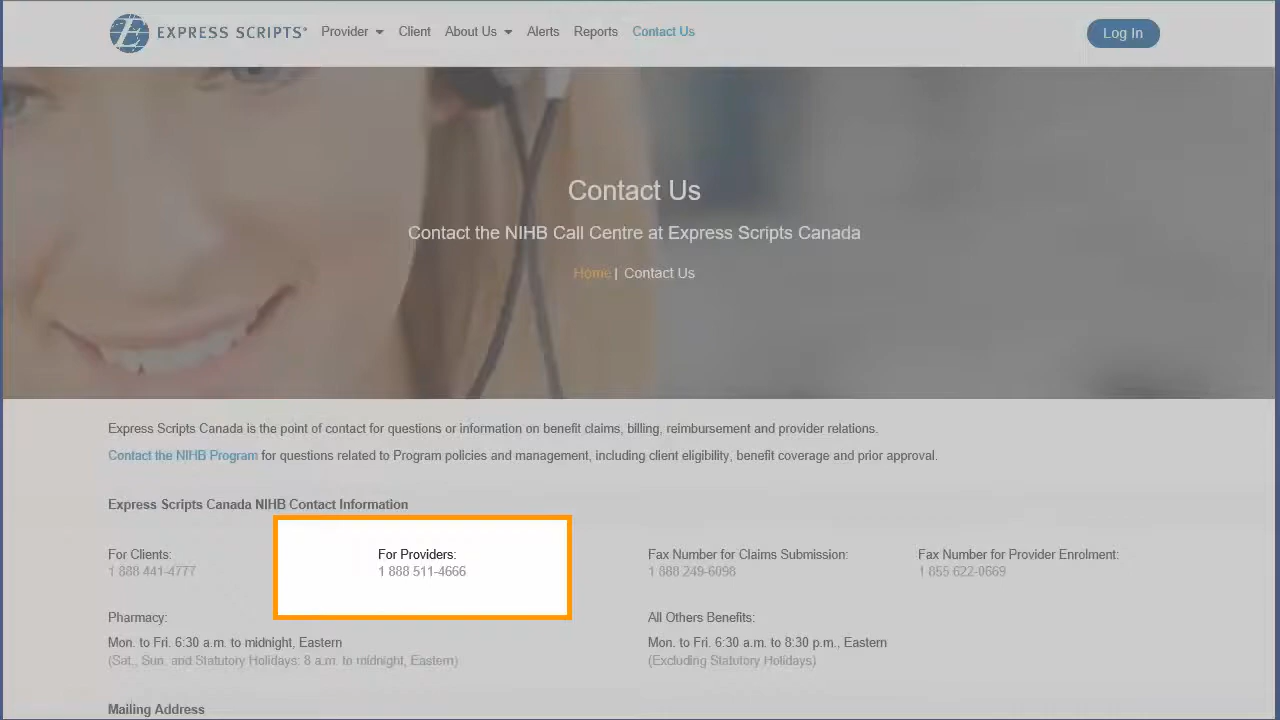 EXPRESS SCRIPTS® Provider Client About Us Alerts Reports Contact Us Log In
Contact Us
Contact the NIHB Call Centre at Express Scripts Canada
Home | Contact Us
Express Scripts Canada is the point of contact for questions or information on benefit claims, billing, reimbursement and provider relations.
Contact the NIHB Program for questions related to Program policies and management, including client eligibility, benefit coverage and prior approval.
Express Scripts Canada NIHB Contact Information
For Clients:
1 888 441-4777
For Providers:
1 888 511-4666
Fax Number for Claims Submission:
1 888 249-6098
Fax Number for Provider Enrolment:
1 855 622-0669
Pharmacy:
Mon. to Fri. 6:30 a.m. to midnight, Eastern
(Sat., Sun. and Statutory Holidays: 8 a.m. to midnight, Eastern)
All Others Benefits:
Mon. to Fri. 6:30 a.m. to 8:30 p.m., Eastern
(Excluding Statutory Holidays)
Mailing Address